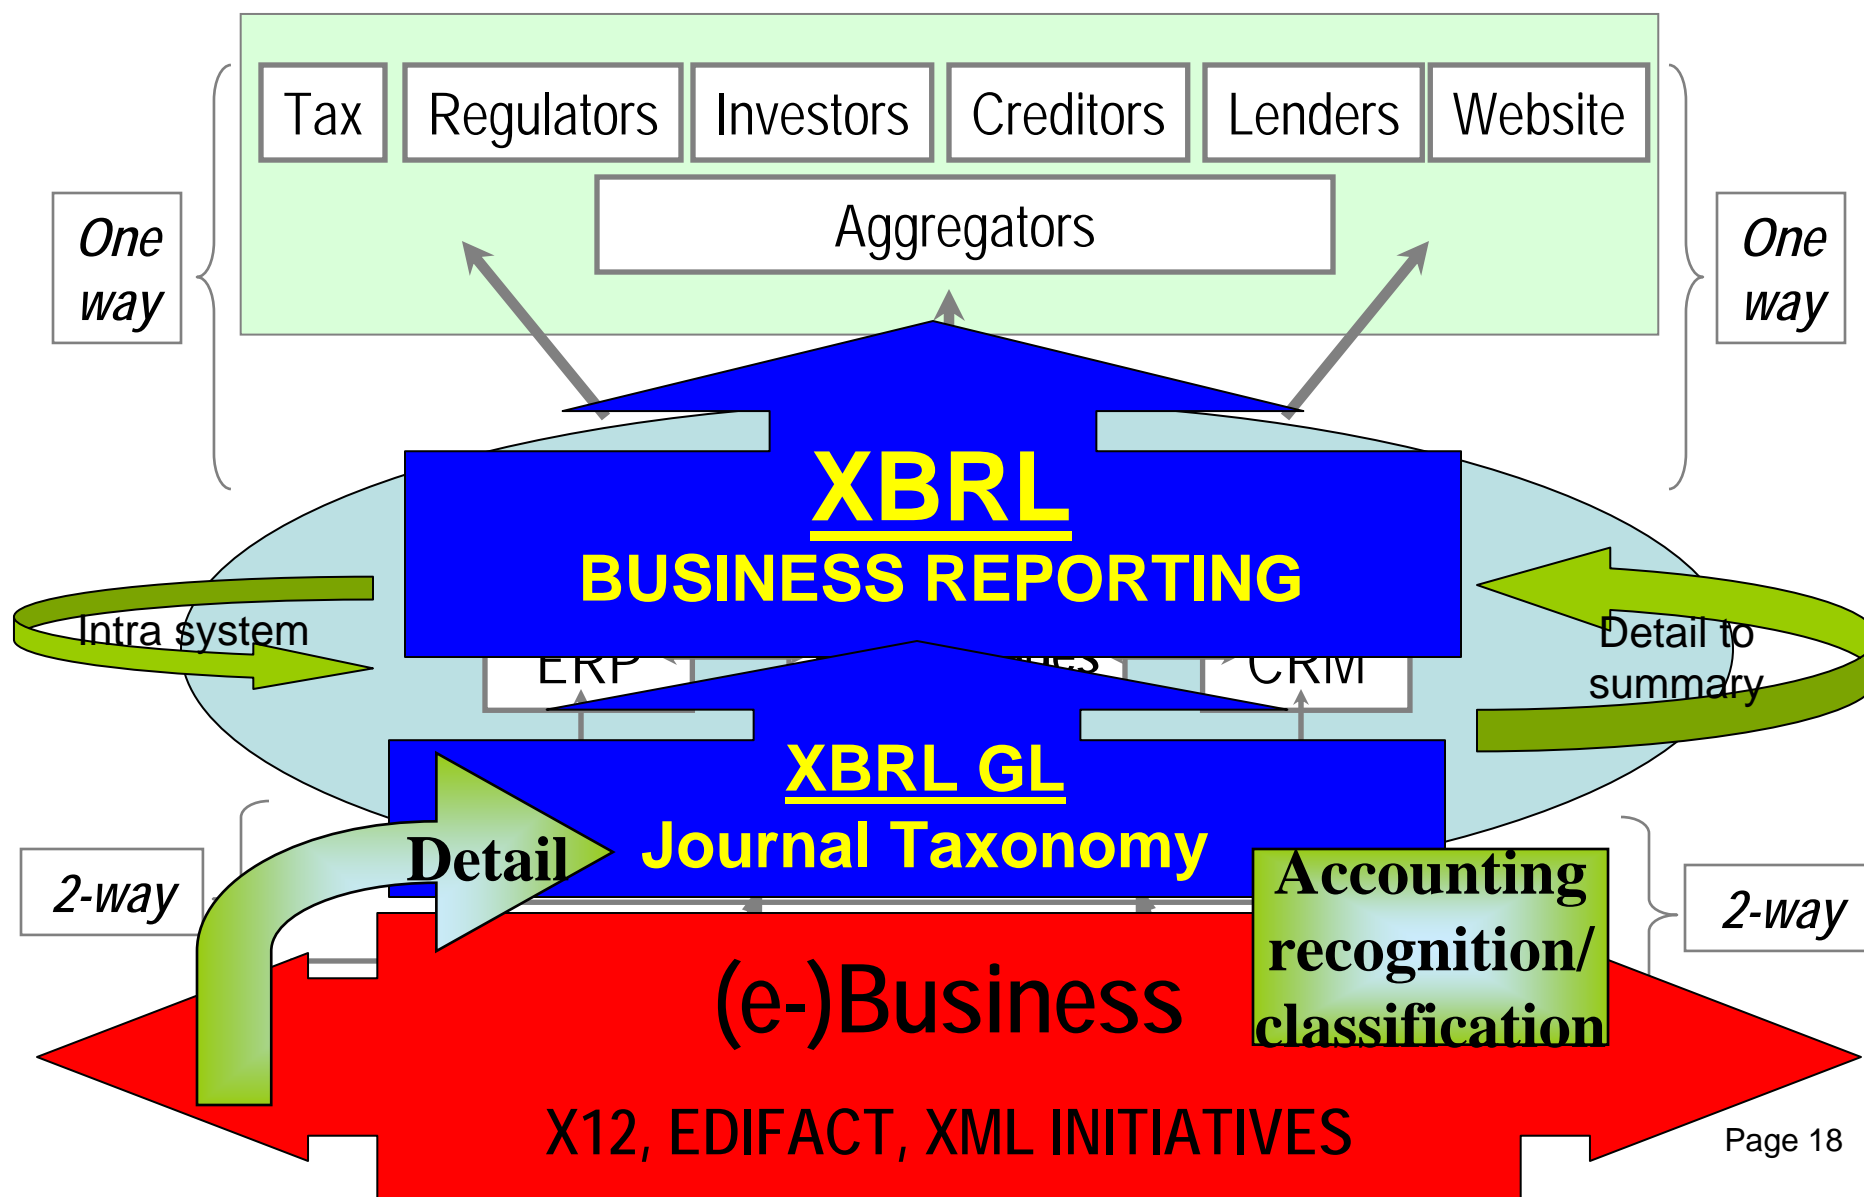 Tax
Regulators
Investors
Creditors
Lenders
Website
Aggregators
One
way
One
way
XBRL
BUSINESS REPORTING
Intra system
Detail to
summary
ERP
CRM
XBRL GL
Journal Taxonomy
Detail
2-way
2-way
Accounting
recognition/
classification
(e-)Business
X12, EDIFACT, XML INITIATIVES
Page 18